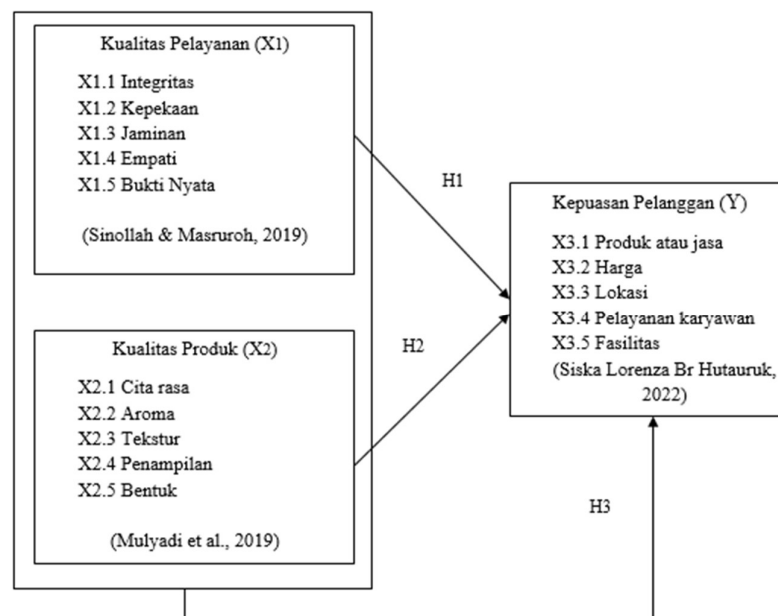 Kualitas Pelayanan (X1)
X1.1 Integritas
X1.2 Kepekaan
X1.3 Jaminan
X1.4 Empati
X1.5 Bukti Nyata
(Sinollah & Masruroh, 2019)
H1
Kualitas Produk (X2)
X2.1 Cita rasa
X2.2 Aroma
X2.3 Tekstur
X2.4 Penampilan
X2.5 Bentuk
(Mulyadi et al., 2019)
H2
Kepuasan Pelanggan (Y)
X3.1 Produk atau jasa
X3.2 Harga
X3.3 Lokasi
X3.4 Pelayanan karyawan
X3.5 Fasilitas
(Siska Lorenza Br Hutauruk,
2022)
H3